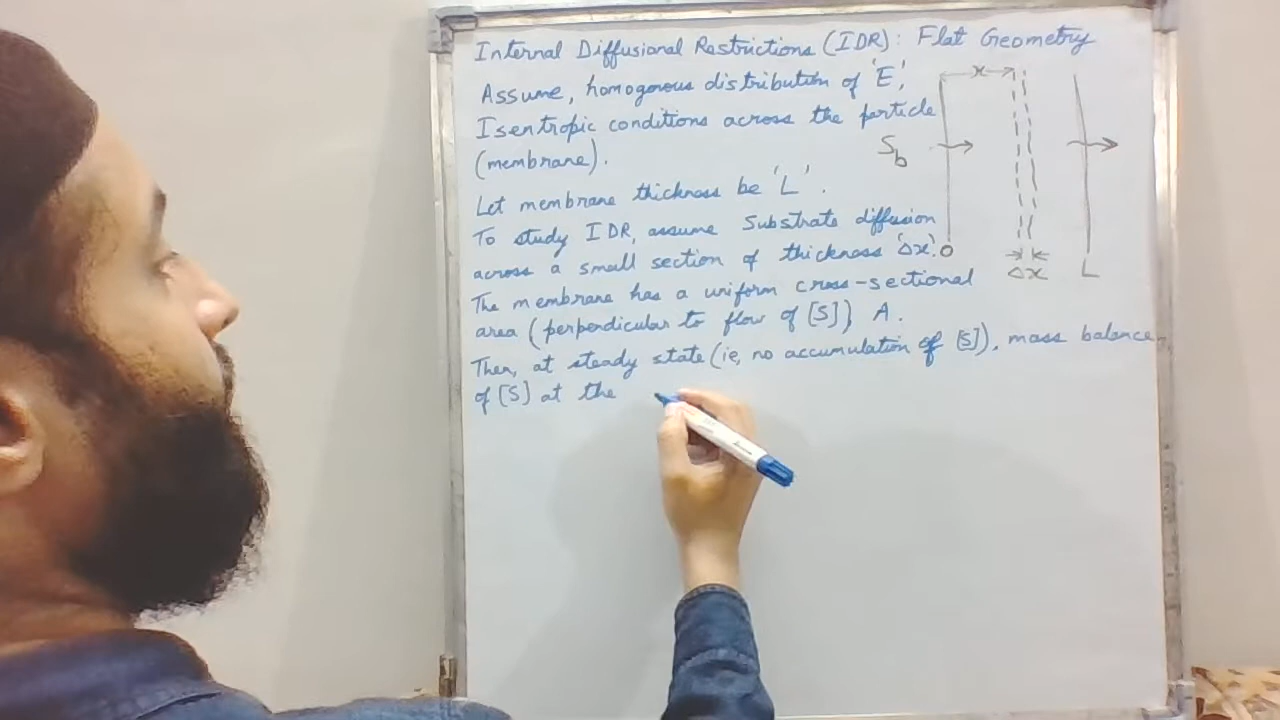 Internal Diffusional Restrictions (IDR): Flat Geometry
Assume, homogenous distribution of 'E',
Isentropic conditions across the particle
(membrane).
Let membrane thickness be 'L'.
To study IDR, assume Substrate diffusion
across a small section of thickness 'Δx'.
The membrane has a uniform cross-sectional
area (perpendicular to flow of [S]) A.
Then, at steady state (ie, no accumulation of [S]), mass balance
of [S] at the
x
Sb
O
Δx
L